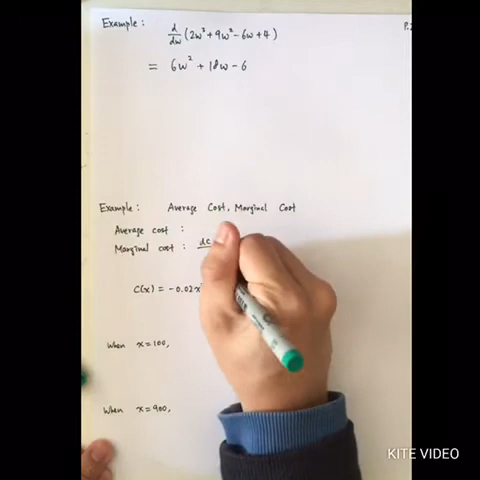 Example: d/dw (2w³+9w²-6w+4)
= 6w² + 18w - 6
Example: Average Cost, Marginal Cost
Average cost :
Marginal cost : dC
C(x) = -0.02x
When x=100,
When x=900,
KITE VIDEO